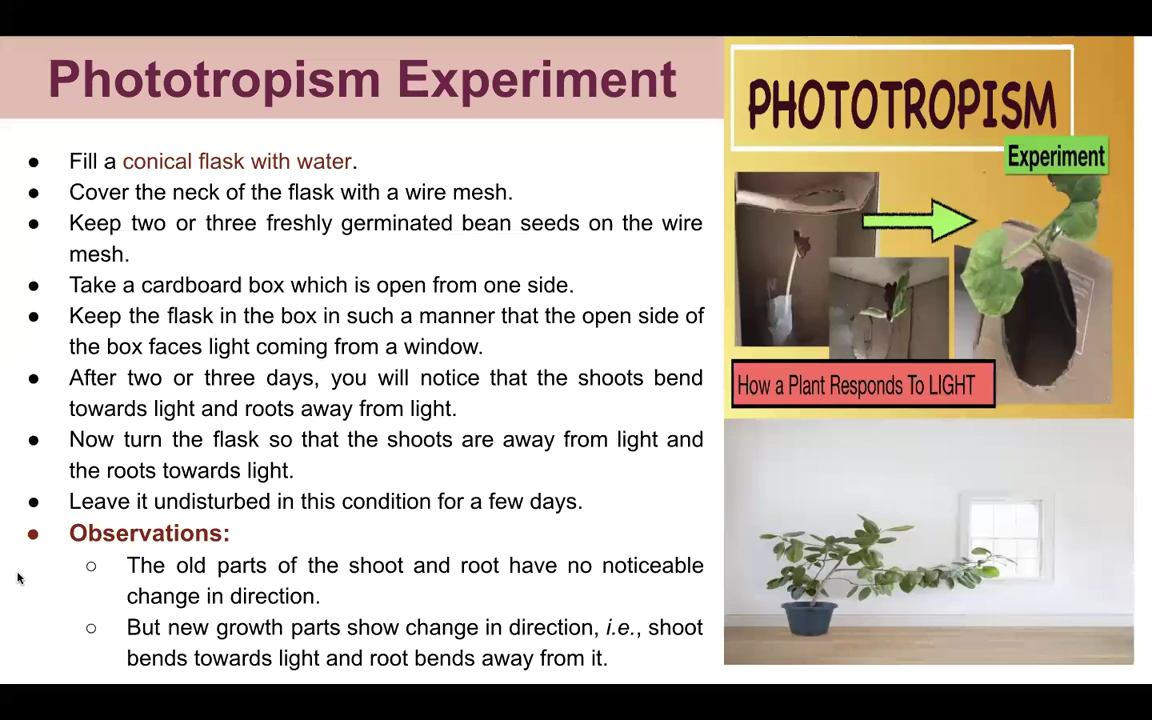 Phototropism Experiment
● Fill a conical flask with water.
● Cover the neck of the flask with a wire mesh.
● Keep two or three freshly germinated bean seeds on the wire
mesh.
● Take a cardboard box which is open from one side.
● Keep the flask in the box in such a manner that the open side of
the box faces light coming from a window.
● After two or three days, you will notice that the shoots bend
towards light and roots away from light.
● Now turn the flask so that the shoots are away from light and
the roots towards light.
● Leave it undisturbed in this condition for a few days.
● Observations:
○ The old parts of the shoot and root have no noticeable
change in direction.
○ But new growth parts show change in direction, i.e., shoot
bends towards light and root bends away from it.
PHOTOTROPISM
Experiment
How a Plant Responds To LIGHT